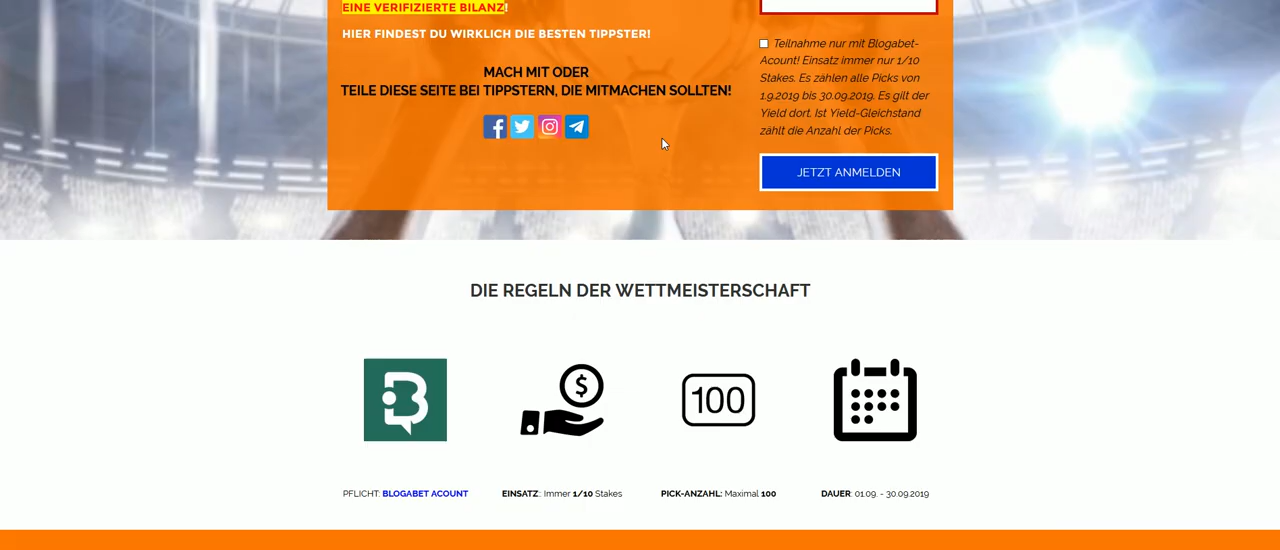 EINE VERIFIZIERTE BILANZ!
HIER FINDEST DU WIRKLICH DIE BESTEN TIPPSTER!
MACH MIT ODER
TEILE DIESE SEITE BEI TIPPSTERN, DIE MITMACHEN SOLLTEN!
Teilnahme nur mit Blogabet-
Acount! Einsatz immer nur 1/10
Stakes. Es zählen alle Picks von
1.9.2019 bis 30.09.2019. Es gilt der
Yield dort. Ist Yield-Gleichstand
zählt die Anzahl der Picks.
JETZT ANMELDEN
DIE REGELN DER WETTMEISTERSCHAFT
B
$
100
PFLICHT: BLOGABET ACOUNT
EINSATZ:: Immer 1/10 Stakes
PICK-ANZAHL: Maximal 100
DAUER: 01.09. - 30.09.2019